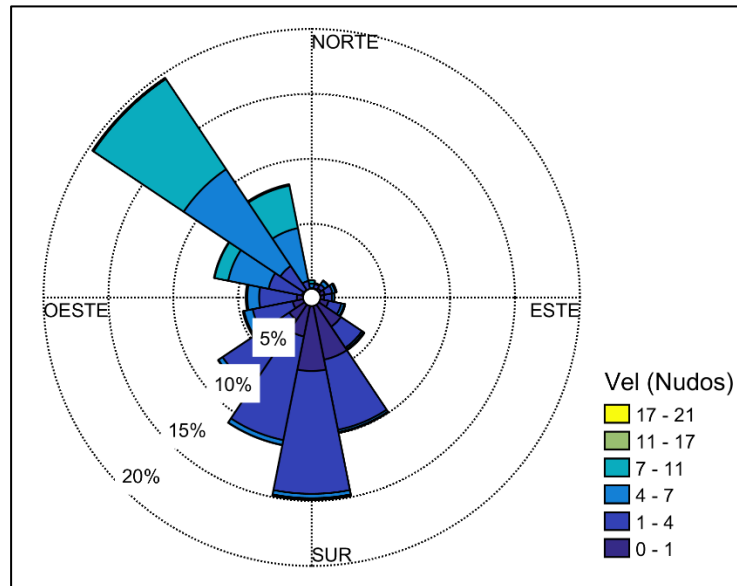 NORTE
OESTE
ESTE
5%
10%
15%
20%
SUR
Vel (Nudos)
17 - 21
11 - 17
7 - 11
4 - 7
1 - 4
0 - 1